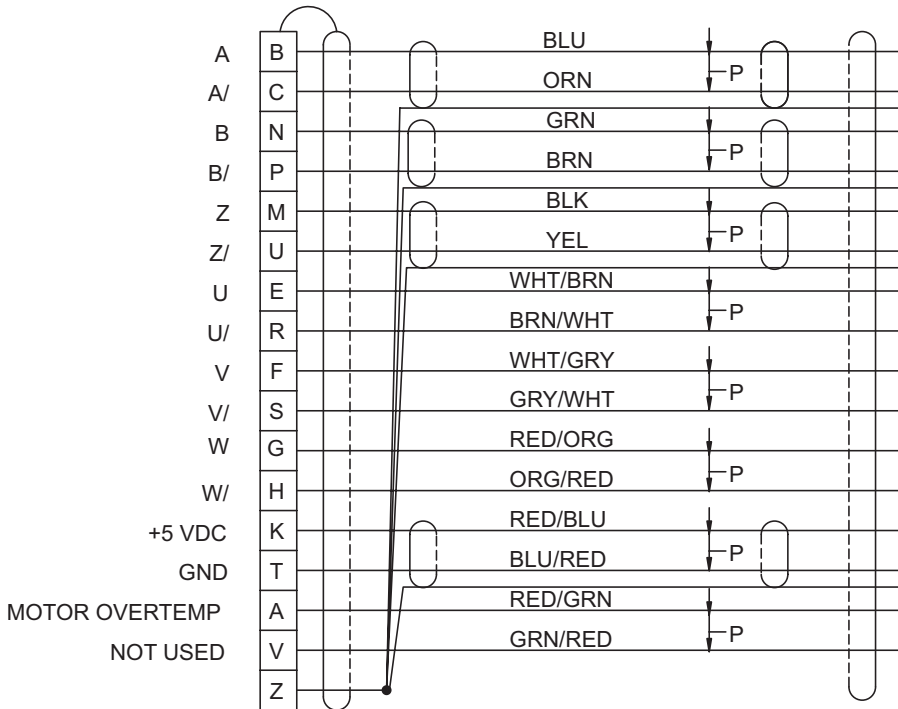 A B BLU
P
A/ C ORN
B N GRN
P
B/ P BRN
Z M BLK
P
Z/ U YEL
U E WHT/BRN
P
U/ R BRN/WHT
V F WHT/GRY
P
V/ S GRY/WHT
W G RED/ORG
P
W/ H ORG/RED
+5 VDC K RED/BLU
P
GND T BLU/RED
MOTOR OVERTEMP A RED/GRN
P
NOT USED V GRN/RED
Z